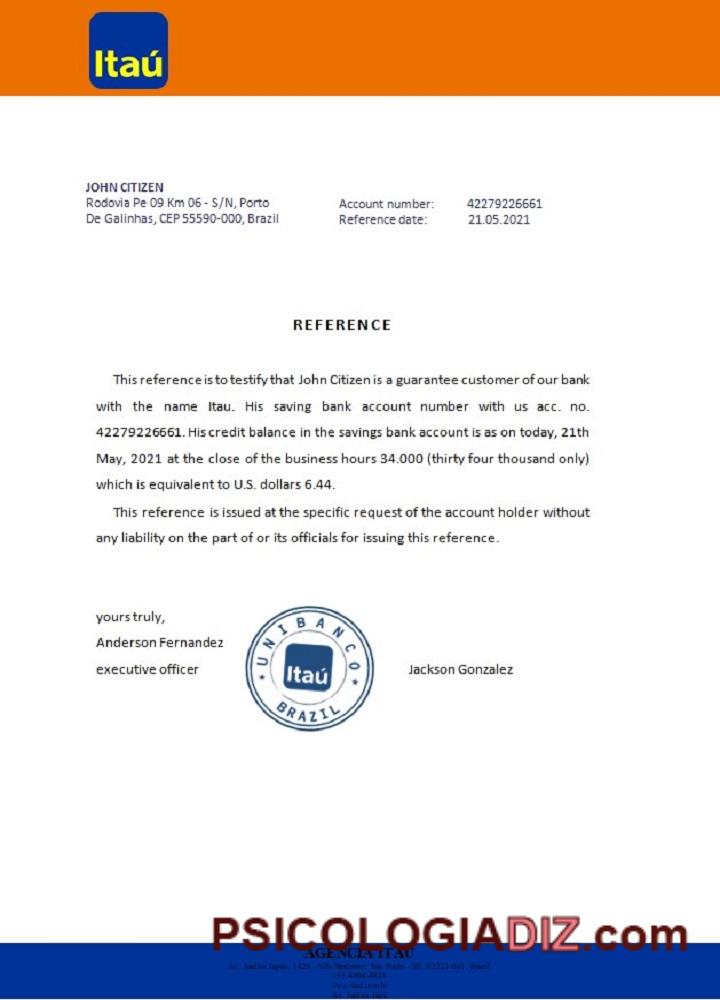 Itaú
JOHN CITIZEN
Rodovia Pe 09 Km 06 - S/N, Porto
De Galinhas, CEP 55590-000, Brazil
Account number: 42279226661
Reference date: 21.05.2021
REFERENCE
This reference is to testify that John Citizen is a guarantee customer of our bank
with the name Itau. His saving bank account number with us acc. no.
42279226661. His credit balance in the savings bank account is as on today, 21th
May, 2021 at the close of the business hours 34.000 (thirty four thousand only)
which is equivalent to U.S. dollars 6.44.
This reference is issued at the specific request of the account holder without
any liability on the part of or its officials for issuing this reference.
yours truly,
Anderson Fernandez
executive officer
UNIBANCO
Itaú
BRAZIL
Jackson Gonzalez
PSICOLOGIADIZ.com
AGENCIA ITAU
www.itau.com.br